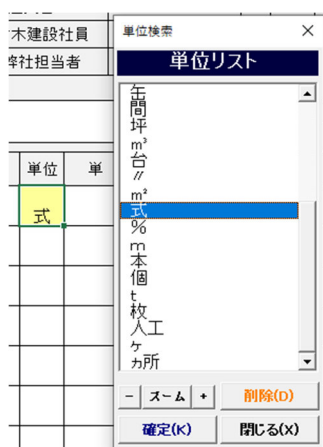 木建設社員
弊社担当者
単位
単
式
単位検索
単位リスト
缶
間
坪
m³
台
〃
m²
式
%
m
本
個
t
枚
人工
ヶ
カ所
-
ズーム
+
削除(D)
確定(K)
閉じる(X)